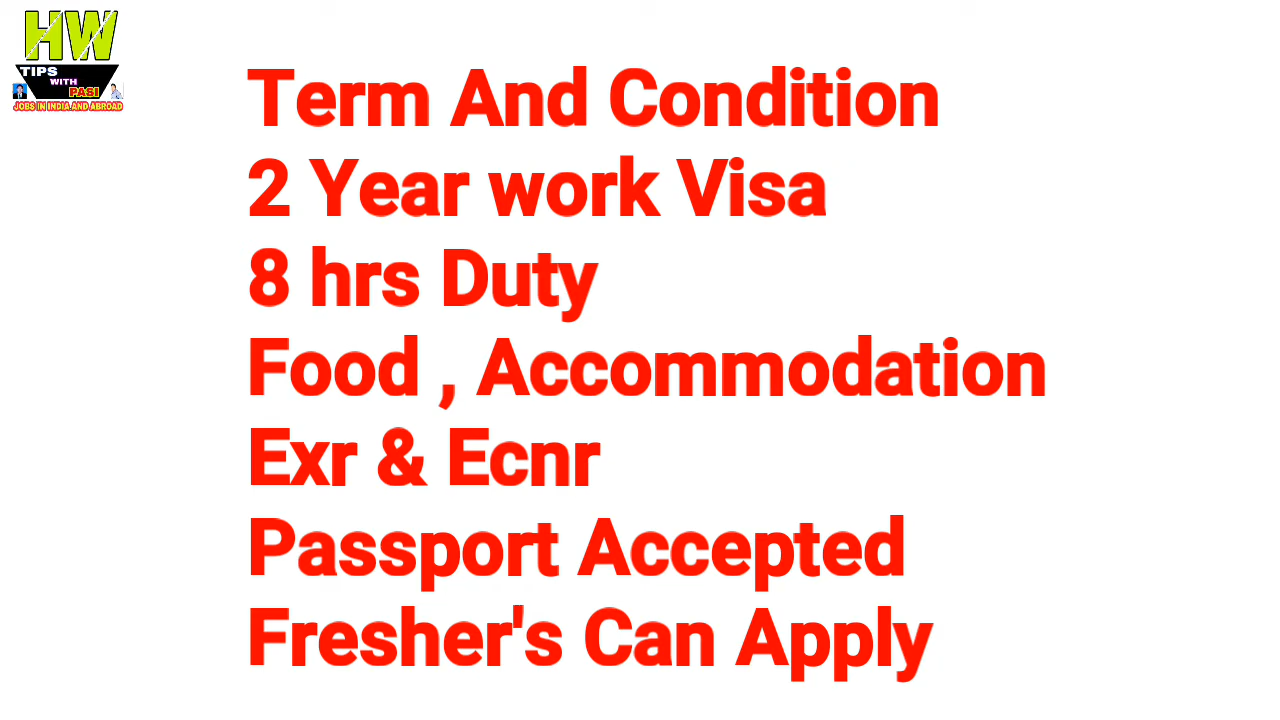 HW
TIPS
WITH
PASI
JOBS IN INDIA AND ABROAD
Term And Condition
2 Year work Visa
8 hrs Duty
Food , Accommodation
Exr & Ecnr
Passport Accepted
Fresher's Can Apply